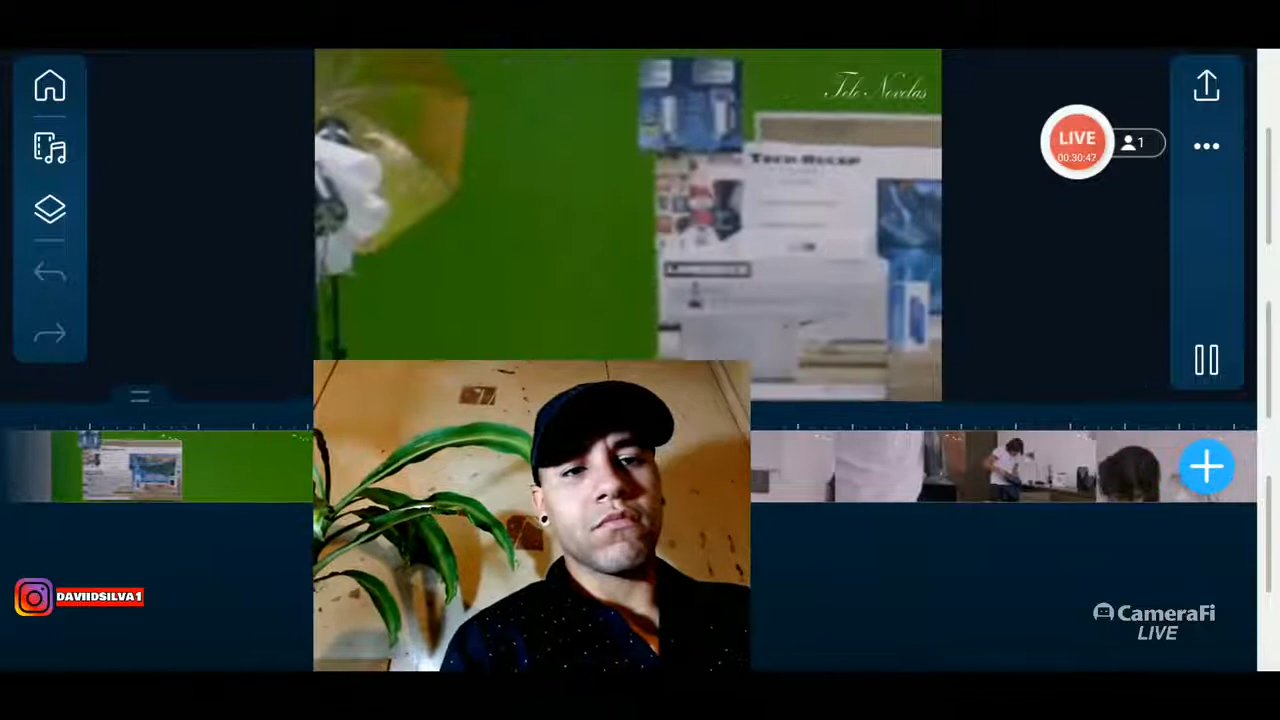 Tele Novelas
LIVE
00:30:47
1
Tech-Recap
DAVIIDSILVA1
CameraFi
LIVE